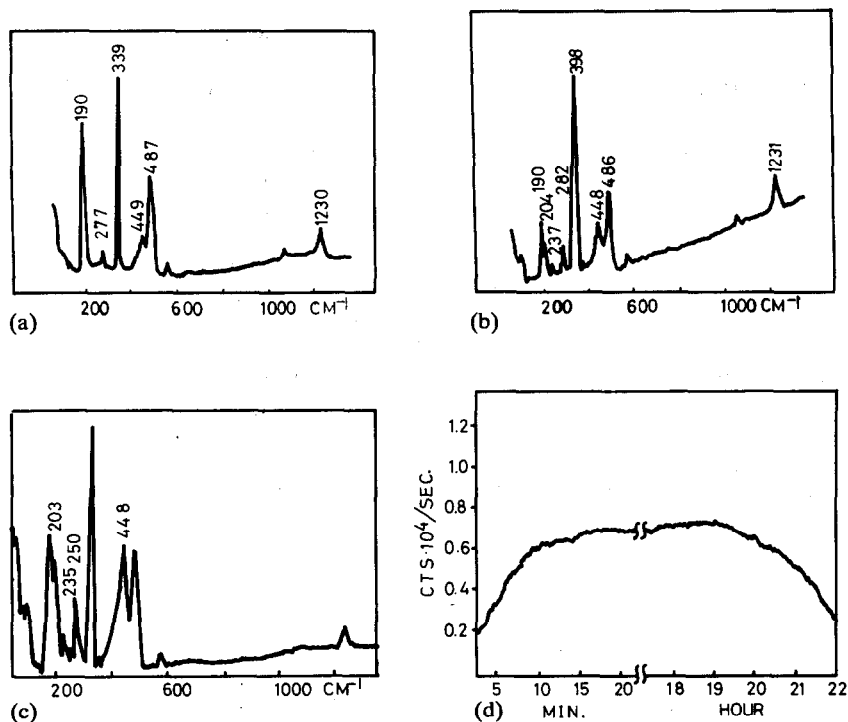 190
277
339
449
487
1230
200 600 1000 CM⁻¹
(a)
190
204
237
282
398
448
486
1231
200 600 1000 CM⁻¹
(b)
203
235
250
448
200 600 1000 CM⁻¹
(c)
CTS·10⁴/SEC.
1.2
1.0
0.8
0.6
0.4
0.2
5 10 15 20 18 19 20 21 22
MIN. HOUR
(d)